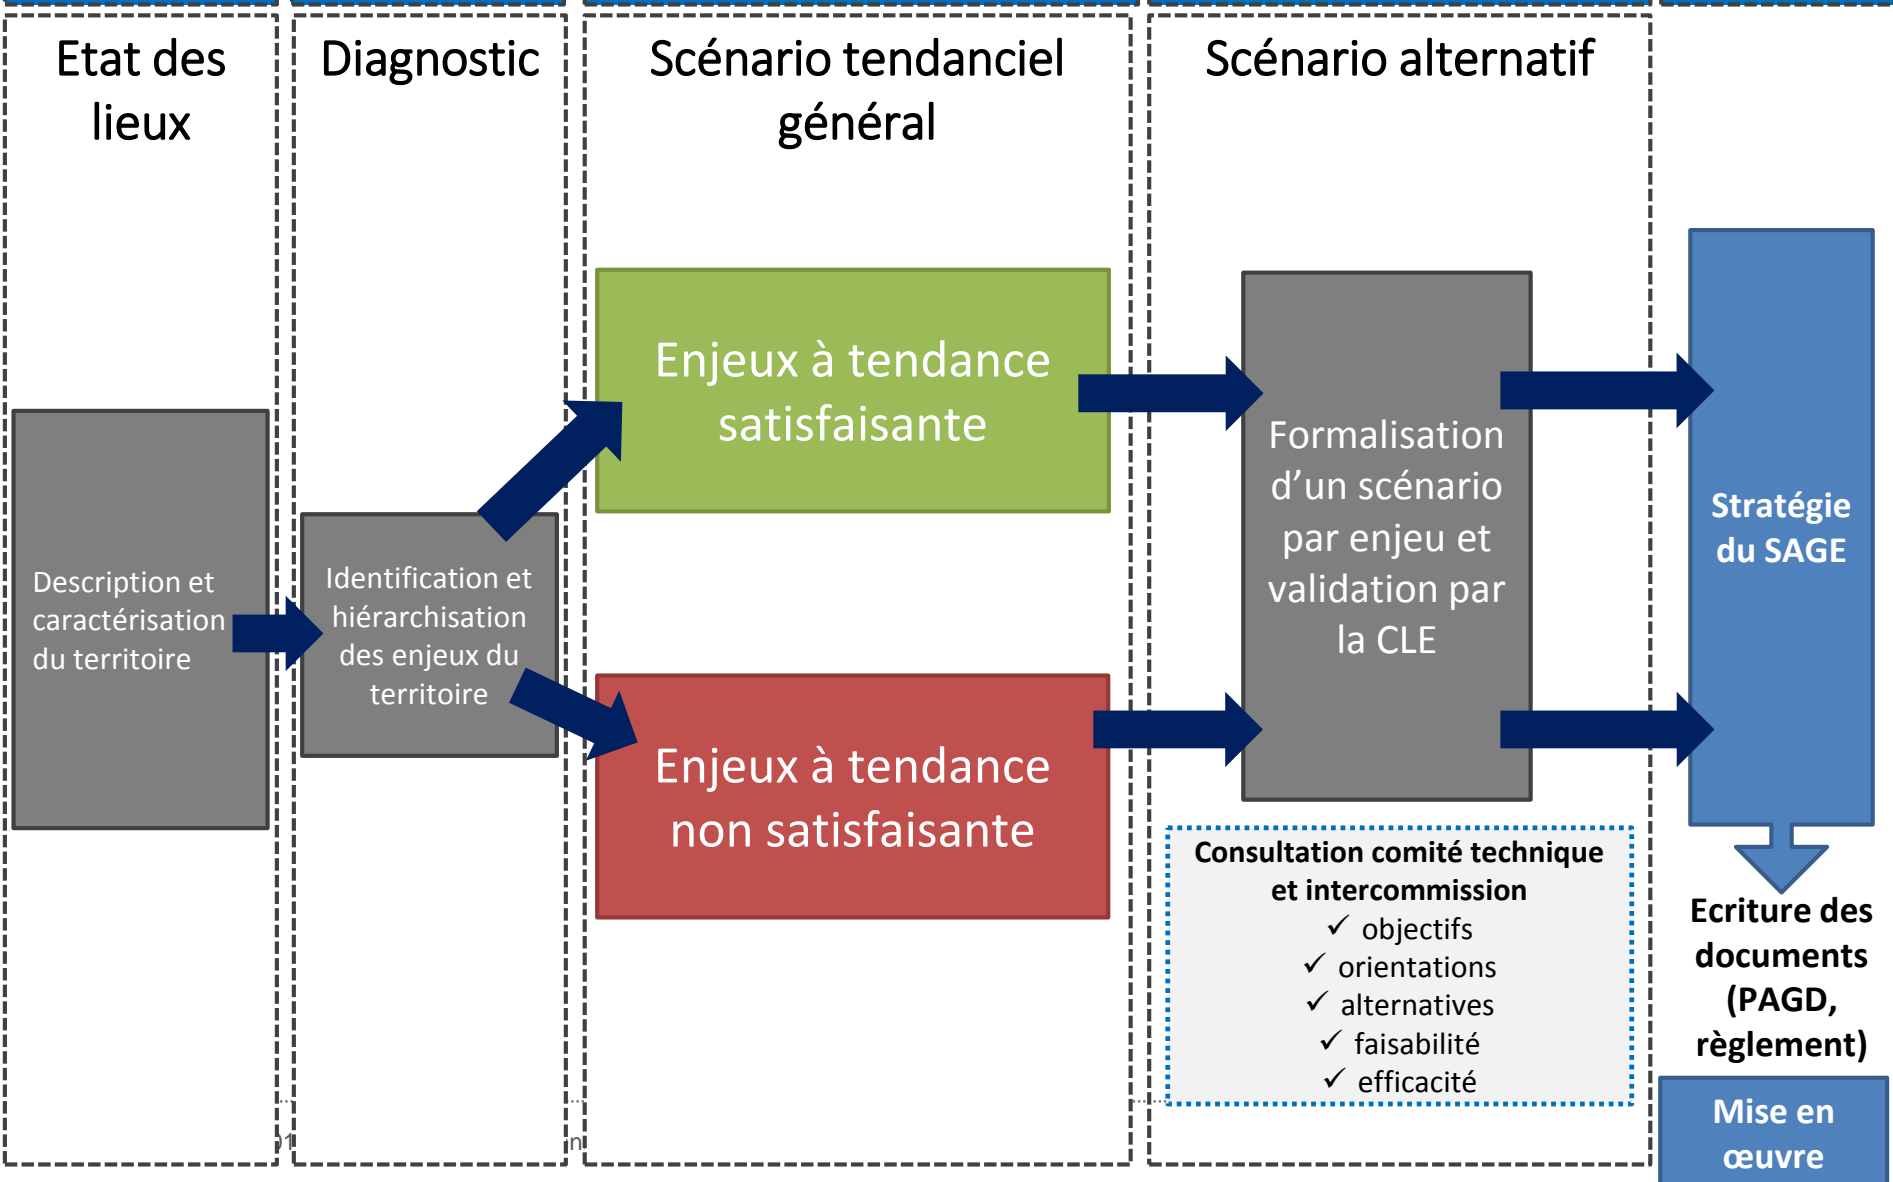 Etat des
lieux
Diagnostic
Scénario tendanciel
général
Scénario alternatif
Description et
caractérisation
du territoire
Identification et
hiérarchisation
des enjeux du
territoire
Enjeux à tendance
satisfaisante
Enjeux à tendance
non satisfaisante
Formalisation
d’un scénario
par enjeu et
validation par
la CLE
Consultation comité technique
et intercommission
✓ objectifs
✓ orientations
✓ alternatives
✓ faisabilité
✓ efficacité
Stratégie
du SAGE
Ecriture des
documents
(PAGD,
règlement)
Mise en
œuvre